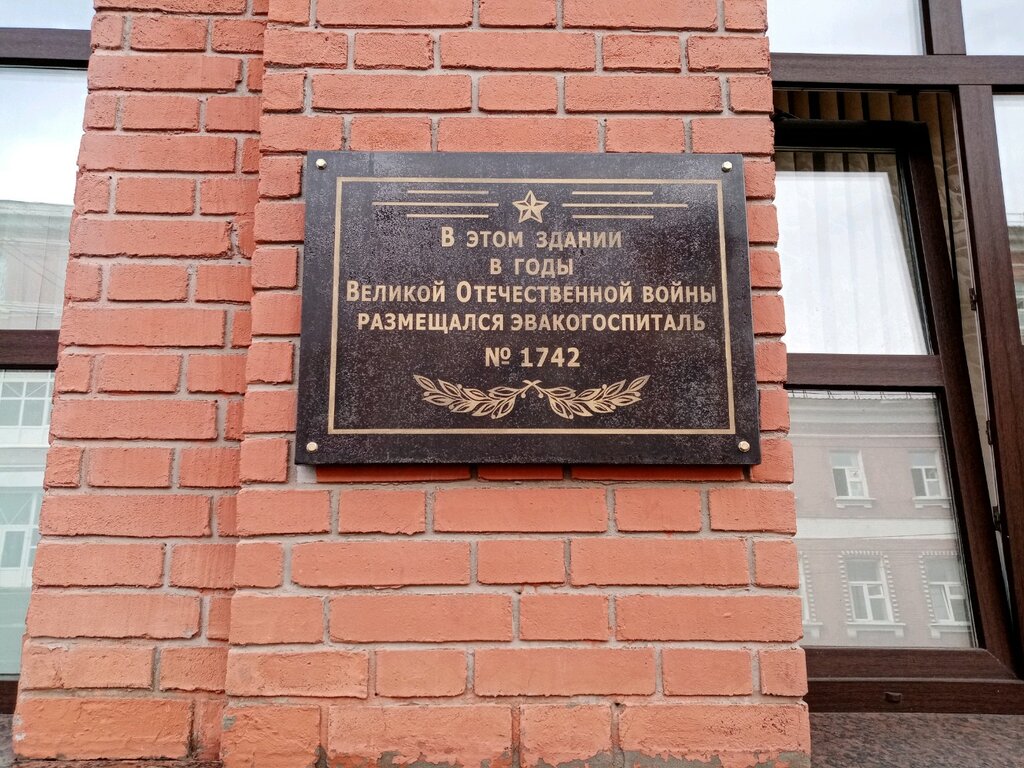 В этом здании
в годы
Великой Отечественной войны
размещался эвакогоспиталь
№ 1742